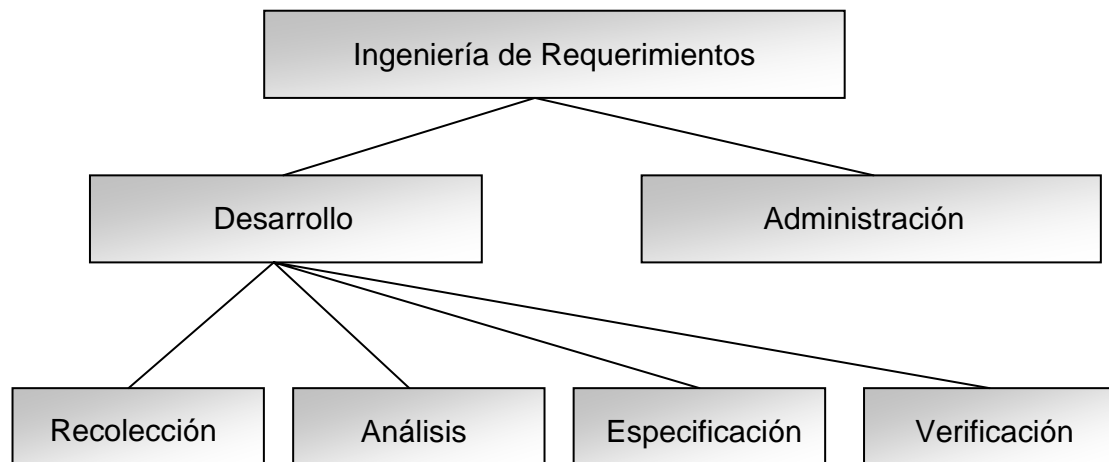 Ingeniería de Requerimientos
Desarrollo
Administración
Recolección
Análisis
Especificación
Verificación